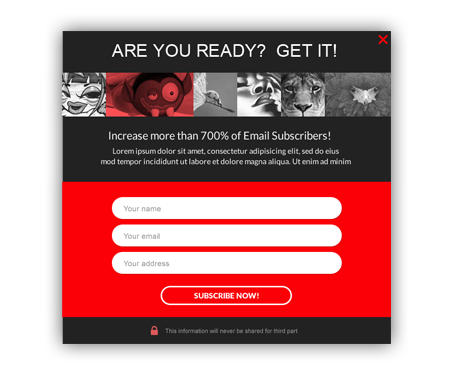 ARE YOU READY? GET IT!
Increase more than 700% of Email Subscribers!
Lorem ipsum dolor sit amet, consectetur adipisicing elit, sed do eius
mod tempor incididunt ut labore et dolore magna aliqua. Ut enim ad minim
Your name
Your email
Your address
SUBSCRIBE NOW!
This information will never be shared for third part